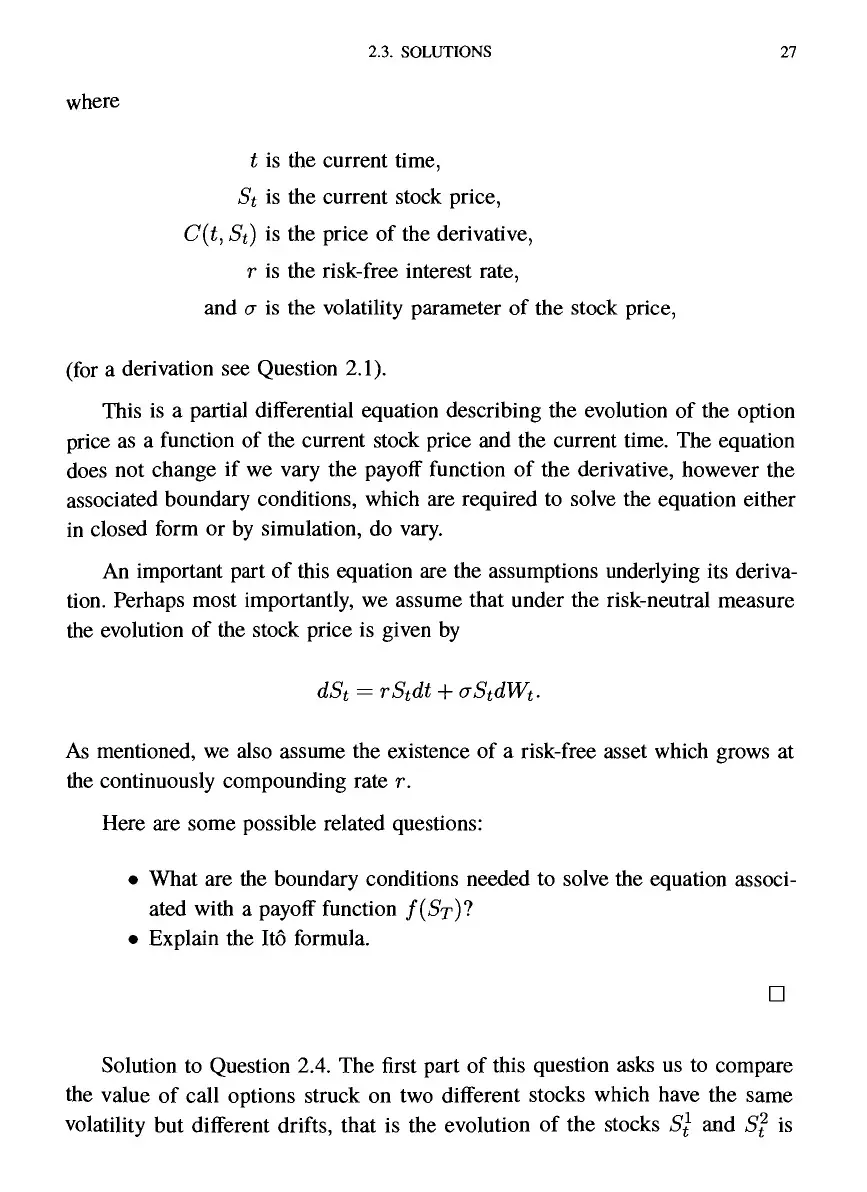 2.3. SOLUTIONS 27
where
t is the current time,
S_t is the current stock price,
C(t, S_t) is the price of the derivative,
r is the risk-free interest rate,
and σ is the volatility parameter of the stock price,
(for a derivation see Question 2.1).
This is a partial differential equation describing the evolution of the option
price as a function of the current stock price and the current time. The equation
does not change if we vary the payoff function of the derivative, however the
associated boundary conditions, which are required to solve the equation either
in closed form or by simulation, do vary.
An important part of this equation are the assumptions underlying its deriva-
tion. Perhaps most importantly, we assume that under the risk-neutral measure
the evolution of the stock price is given by
dS_t = rS_tdt + σS_tdW_t.
As mentioned, we also assume the existence of a risk-free asset which grows at
the continuously compounding rate r.
Here are some possible related questions:
• What are the boundary conditions needed to solve the equation associ-
ated with a payoff function f(S_T)?
• Explain the Itô formula.
□
Solution to Question 2.4. The first part of this question asks us to compare
the value of call options struck on two different stocks which have the same
volatility but different drifts, that is the evolution of the stocks S_t^1 and S_t^2 is